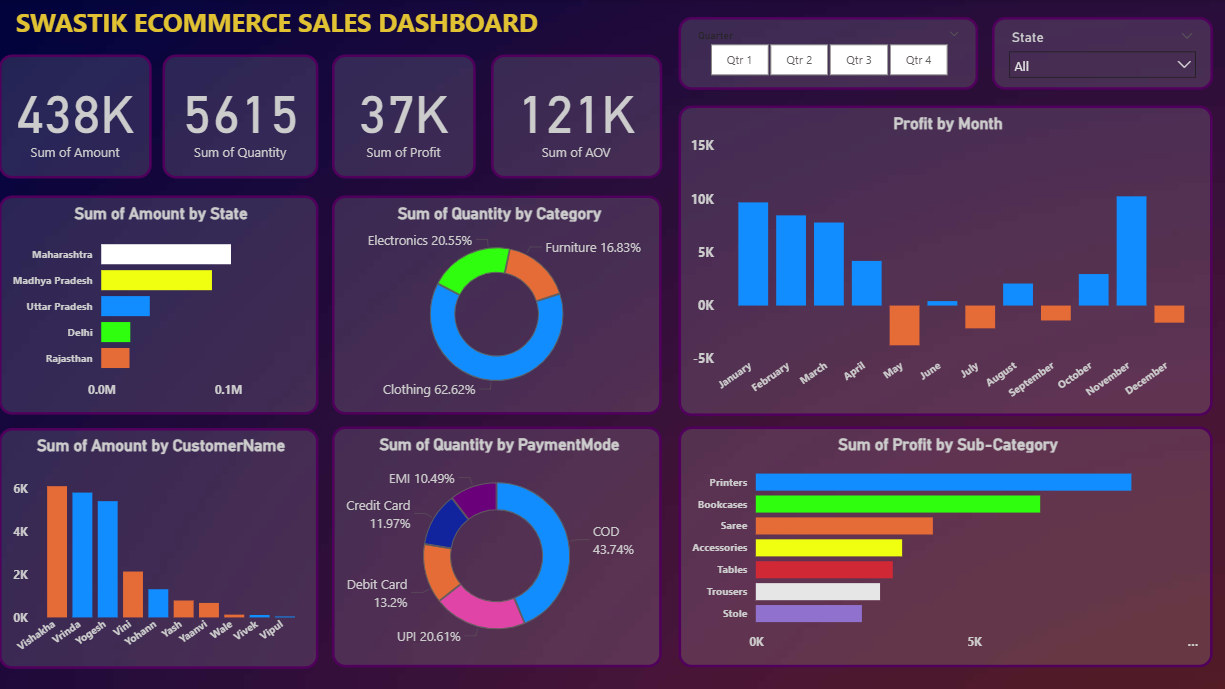 SWASTIK ECOMMERCE SALES DASHBOARD
Quarter
Qtr 1
Qtr 2
Qtr 3
Qtr 4
State
All
438K
Sum of Amount
5615
Sum of Quantity
37K
Sum of Profit
121K
Sum of AOV
Sum of Amount by State
Maharashtra
Madhya Pradesh
Uttar Pradesh
Delhi
Rajasthan
0.0M
0.1M
Sum of Quantity by Category
Electronics 20.55%
Furniture 16.83%
Clothing 62.62%
Profit by Month
15K
10K
5K
0K
-5K
January
February
March
April
May
June
July
August
September
October
November
December
Sum of Amount by CustomerName
6K
4K
2K
0K
Vishakha
Vrinda
Yogesh
Vini
Yohann
Yash
Yaanvi
Wale
Vivek
Vipul
Sum of Quantity by PaymentMode
EMI 10.49%
Credit Card
11.97%
Debit Card
13.2%
UPI 20.61%
COD
43.74%
Sum of Profit by Sub-Category
Printers
Bookcases
Saree
Accessories
Tables
Trousers
Stole
0K
5K
...